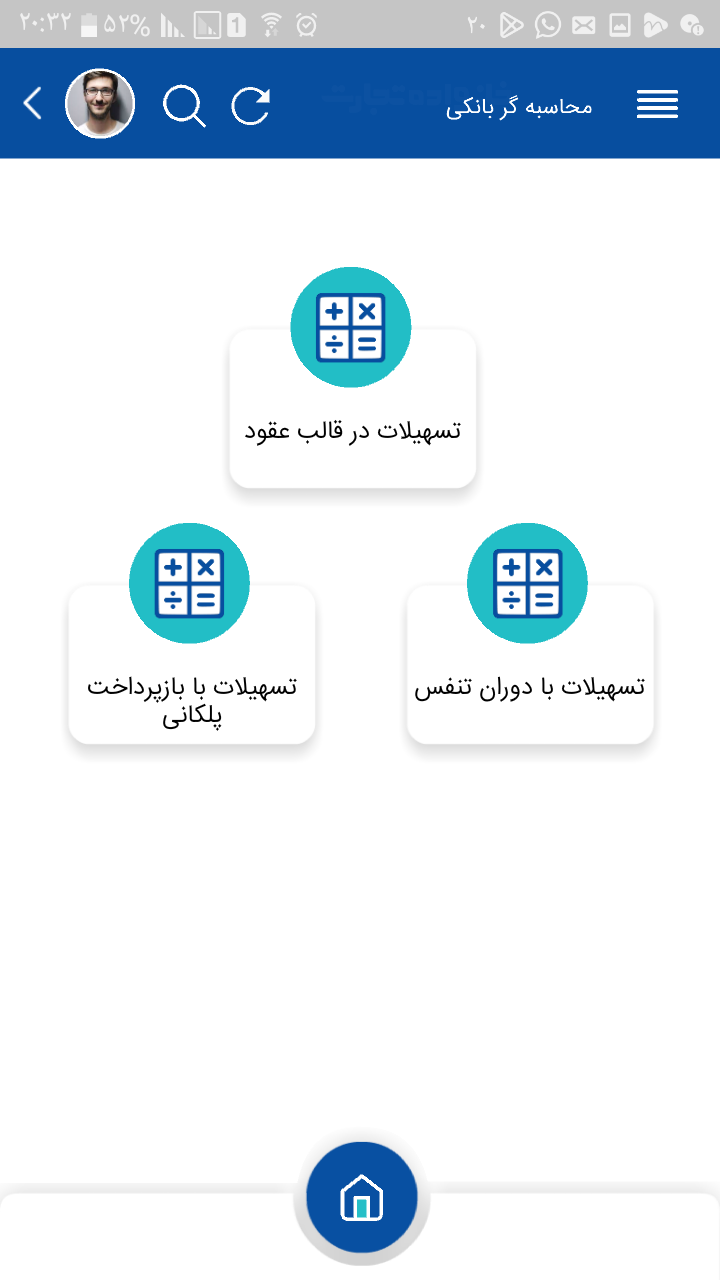 ۲۰:۳۲ ۵۲% 1 ۲۰
محاسبه گر بانکی
تسهیلات در قالب عقود
تسهیلات با دوران تنفس
تسهیلات با بازپرداخت
پلکانی